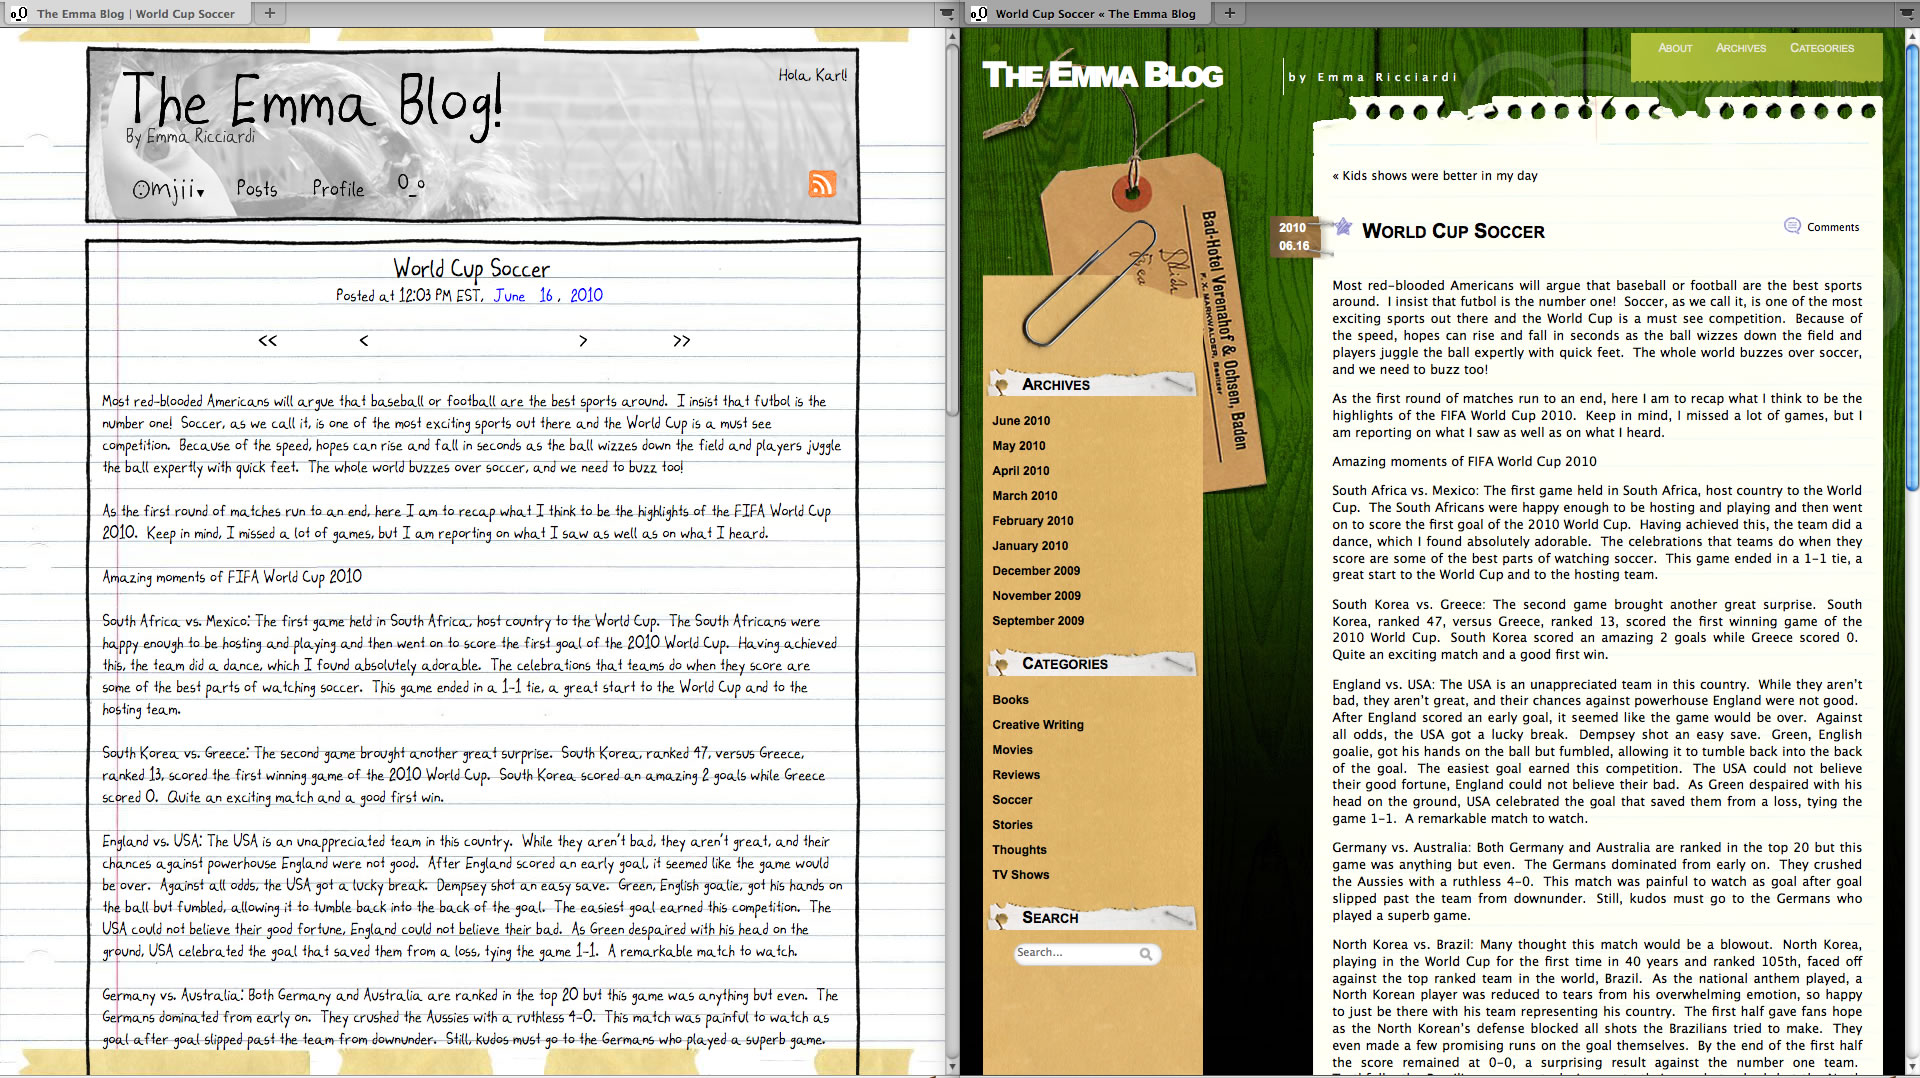 The Emma Blog | World Cup Soccer
Hola, Karl!
The Emma Blog!
By Emma Ricciardi
Omjii▾ Posts Profile O_o
World Cup Soccer
Posted at 12:03 PM EST, June 16, 2010
<< < > >>
Most red-blooded Americans will argue that baseball or football are the best sports around. I insist that futbol is the
number one! Soccer, as we call it, is one of the most exciting sports out there and the World Cup is a must see
competition. Because of the speed, hopes can rise and fall in seconds as the ball wizzes down the field and players juggle
the ball expertly with quick feet. The whole world buzzes over soccer, and we need to buzz too!
As the first round of matches run to an end, here I am to recap what I think to be the highlights of the FIFA World Cup
2010. Keep in mind, I missed a lot of games, but I am reporting on what I saw as well as on what I heard.
Amazing moments of FIFA World Cup 2010
South Africa vs. Mexico: The first game held in South Africa, host country to the World Cup. The South Africans were
happy enough to be hosting and playing and then went on to score the first goal of the 2010 World Cup. Having achieved
this, the team did a dance, which I found absolutely adorable. The celebrations that teams do when they score are
some of the best parts of watching soccer. This game ended in a 1-1 tie, a great start to the World Cup and to the
hosting team.
South Korea vs. Greece: The second game brought another great surprise. South Korea, ranked 47, versus Greece,
ranked 13, scored the first winning game of the 2010 World Cup. South Korea scored an amazing 2 goals while Greece
scored 0. Quite an exciting match and a good first win.
England vs. USA: The USA is an unappreciated team in this country. While they aren't bad, they aren't great, and their
chances against powerhouse England were not good. After England scored an early goal, it seemed like the game would
be over. Against all odds, the USA got a lucky break. Dempsey shot an easy save. Green, English goalie, got his hands on
the ball but fumbled, allowing it to tumble back into the back of the goal. The easiest goal earned this competition. The
USA could not believe their good fortune, England could not believe their bad. As Green despaired with his head on the
ground, USA celebrated the goal that saved them from a loss, tying the game 1-1. A remarkable match to watch.
Germany vs. Australia: Both Germany and Australia are ranked in the top 20 but this game was anything but even. The
Germans dominated from early on. They crushed the Aussies with a ruthless 4-0. This match was painful to watch as
goal after goal slipped past the team from downunder. Still, kudos must go to the Germans who played a superb game.
World Cup Soccer « The Emma Blog
The Emma Blog
by Emma Ricciardi
About Archives Categories
Bad-Hotel Verenahof & Ochsen, Baden
F.X. MARKWALDER, Besitzer
Archives
June 2010
May 2010
April 2010
March 2010
February 2010
January 2010
December 2009
November 2009
September 2009
Categories
Books
Creative Writing
Movies
Reviews
Soccer
Stories
Thoughts
TV Shows
Search
Search...
« Kids shows were better in my day
2010
06.16
World Cup Soccer
Comments
Most red-blooded Americans will argue that baseball or football are the best sports
around. I insist that futbol is the number one! Soccer, as we call it, is one of the most
exciting sports out there and the World Cup is a must see competition. Because of
the speed, hopes can rise and fall in seconds as the ball wizzes down the field and
players juggle the ball expertly with quick feet. The whole world buzzes over soccer,
and we need to buzz too!
As the first round of matches run to an end, here I am to recap what I think to be the
highlights of the FIFA World Cup 2010. Keep in mind, I missed a lot of games, but I
am reporting on what I saw as well as on what I heard.
Amazing moments of FIFA World Cup 2010
South Africa vs. Mexico: The first game held in South Africa, host country to the World
Cup. The South Africans were happy enough to be hosting and playing and then went
on to score the first goal of the 2010 World Cup. Having achieved this, the team did a
dance, which I found absolutely adorable. The celebrations that teams do when they
score are some of the best parts of watching soccer. This game ended in a 1-1 tie, a
great start to the World Cup and to the hosting team.
South Korea vs. Greece: The second game brought another great surprise. South
Korea, ranked 47, versus Greece, ranked 13, scored the first winning game of the
2010 World Cup. South Korea scored an amazing 2 goals while Greece scored 0.
Quite an exciting match and a good first win.
England vs. USA: The USA is an unappreciated team in this country. While they aren't
bad, they aren't great, and their chances against powerhouse England were not good.
After England scored an early goal, it seemed like the game would be over. Against
all odds, the USA got a lucky break. Dempsey shot an easy save. Green, English
goalie, got his hands on the ball but fumbled, allowing it to tumble back into the back
of the goal. The easiest goal earned this competition. The USA could not believe
their good fortune, England could not believe their bad. As Green despaired with his
head on the ground, USA celebrated the goal that saved them from a loss, tying the
game 1-1. A remarkable match to watch.
Germany vs. Australia: Both Germany and Australia are ranked in the top 20 but this
game was anything but even. The Germans dominated from early on. They crushed
the Aussies with a ruthless 4-0. This match was painful to watch as goal after goal
slipped past the team from downunder. Still, kudos must go to the Germans who
played a superb game.
North Korea vs. Brazil: Many thought this match would be a blowout. North Korea,
playing in the World Cup for the first time in 40 years and ranked 105th, faced off
against the top ranked team in the world, Brazil. As the national anthem played, a
North Korean player was reduced to tears from his overwhelming emotion, so happy
to just be there with his team representing his country. The first half gave fans hope
as the North Korean's defense blocked all shots the Brazilians tried to make. They
even made a few promising runs on the goal themselves. By the end of the first half
the score remained at 0-0, a surprising result against the number one team.